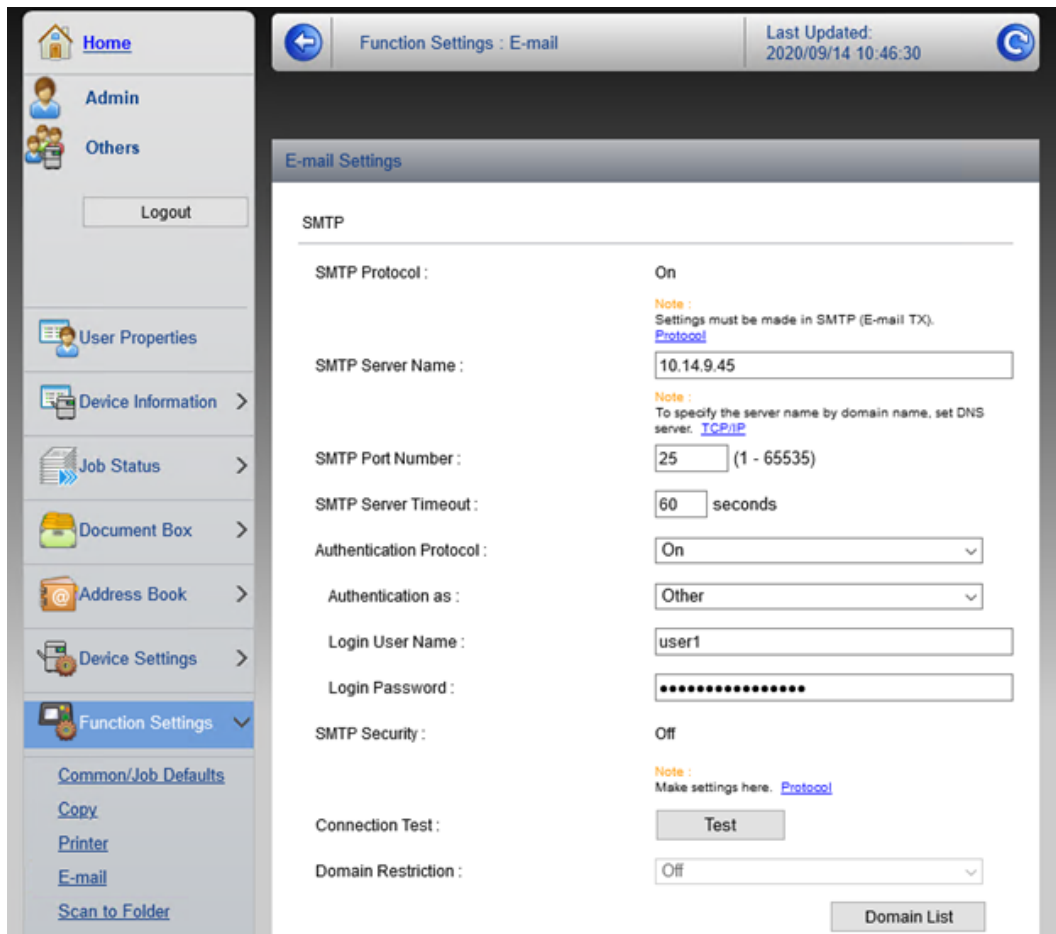 Home
Admin
Others
Logout
User Properties
Device Information
Job Status
Document Box
Address Book
Device Settings
Function Settings
Common/Job Defaults
Copy
Printer
E-mail
Scan to Folder
Function Settings : E-mail
Last Updated:
2020/09/14 10:46:30
E-mail Settings
SMTP
SMTP Protocol :
On
Note :
Settings must be made in SMTP (E-mail TX).
Protocol
SMTP Server Name :
10.14.9.45
Note :
To specify the server name by domain name, set DNS
server. TCP/IP
SMTP Port Number :
25 (1 - 65535)
SMTP Server Timeout :
60 seconds
Authentication Protocol :
On
Authentication as :
Other
Login User Name :
user1
Login Password :
••••••••••••••••
SMTP Security :
Off
Note :
Make settings here. Protocol
Connection Test :
Test
Domain Restriction :
Off
Domain List